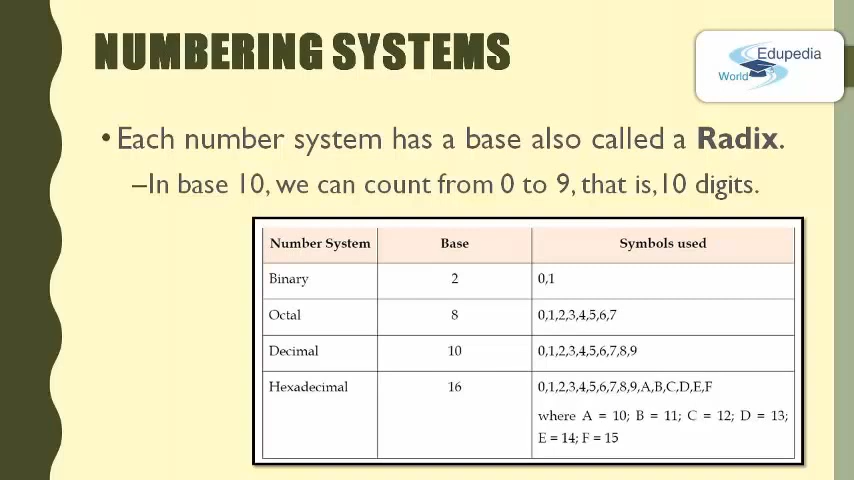 NUMBERING SYSTEMS
Edupedia
World
•Each number system has a base also called a Radix.
–In base 10, we can count from 0 to 9, that is,10 digits.
Number System Base Symbols used
Binary 2 0,1
Octal 8 0,1,2,3,4,5,6,7
Decimal 10 0,1,2,3,4,5,6,7,8,9
Hexadecimal 16 0,1,2,3,4,5,6,7,8,9,A,B,C,D,E,F
where A = 10; B = 11; C = 12; D = 13;
E = 14; F = 15